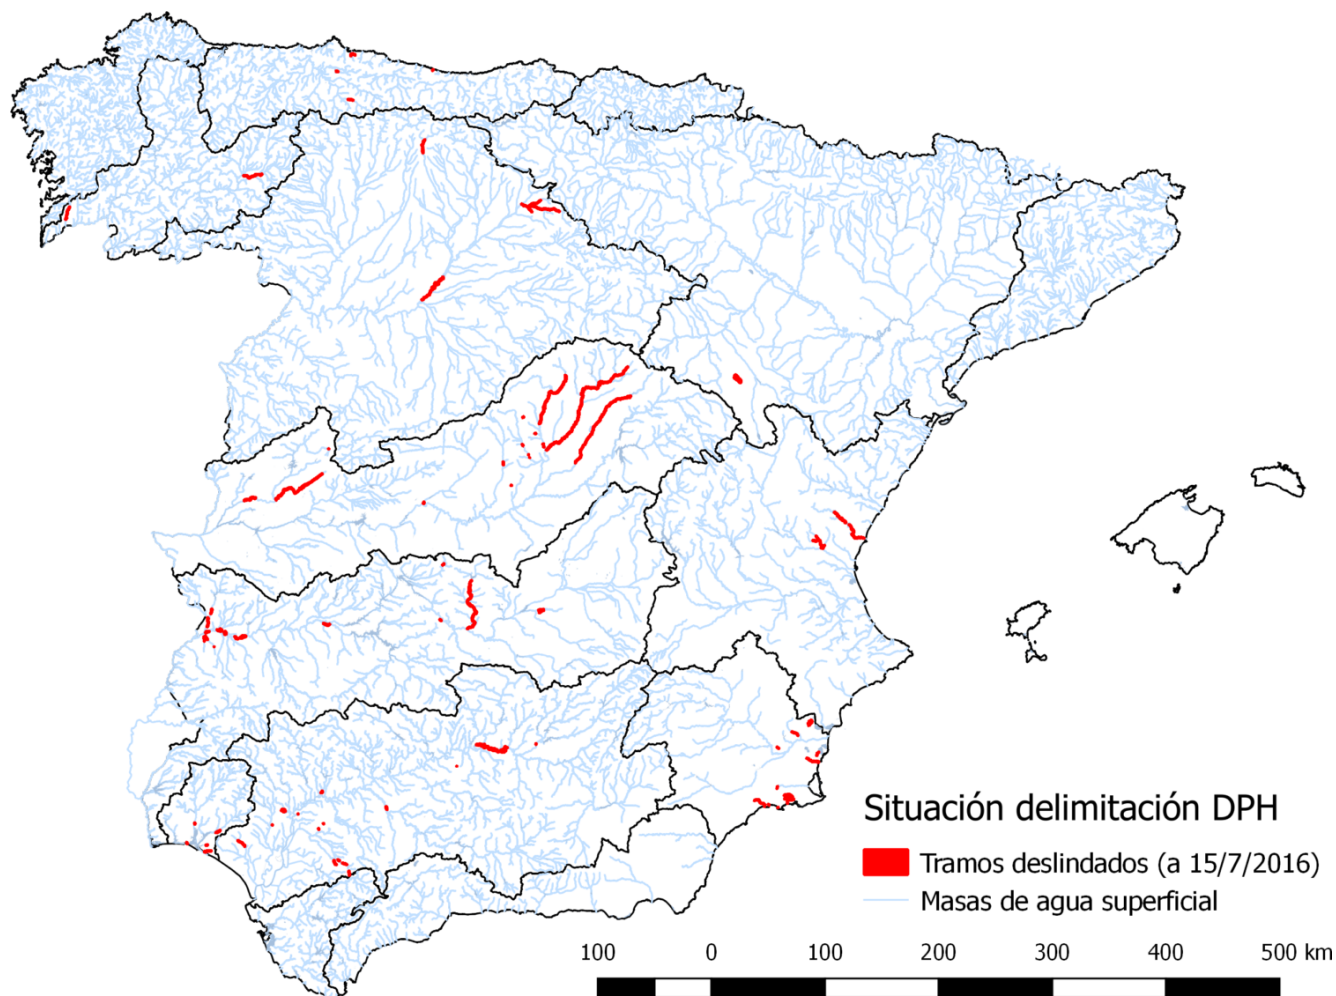 Situación delimitación DPH
Tramos deslindados (a 15/7/2016)
Masas de agua superficial
100 0 100 200 300 400 500 km